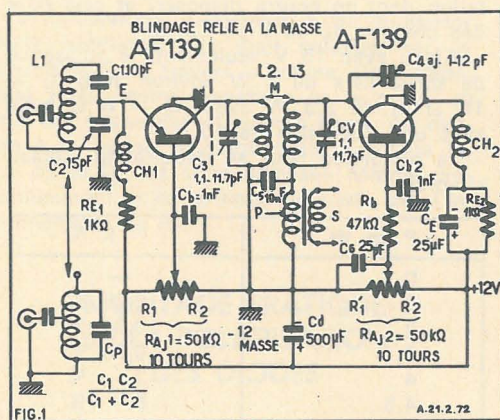 BLINDAGE RELIE A LA MASSE
AF139
AF139
L1
C1 10pF
E
C2 15pF
CH1
RE1
1KΩ
C3
1,1-11,7pF
Cb=1nF
L2. L3
M
C5 10nF
P
S
CV
1,1
11,7pF
C4 aj. 1-12 pF
CH2
Cb2
1nF
Rb
47KΩ
C6 25µF
+
CE
25µF
RE2
1KΩ
+
+12V
R1 R2
RAJ1=50KΩ
10 TOURS
-12
MASSE
Cd
500µF
+
R'1 R'2
RAJ2=50KΩ
10 TOURS
Cp
C1 C2
C1 + C2
FIG.1
A.21.2.72